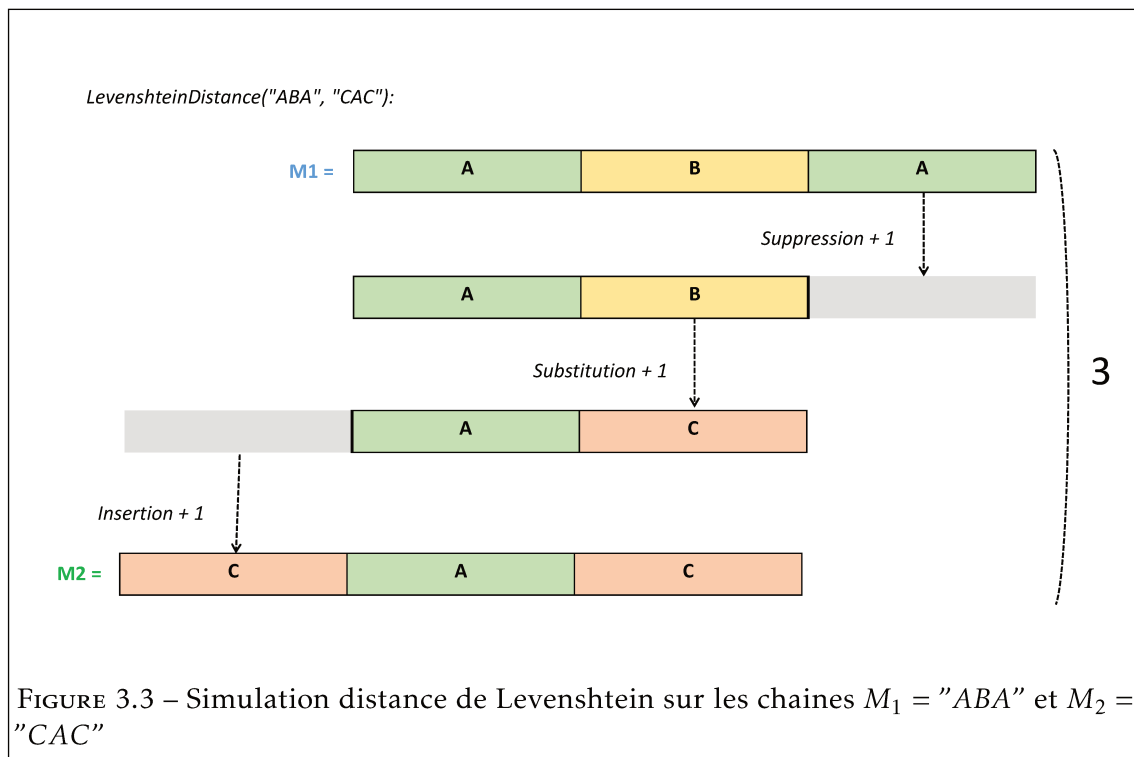 LevenshteinDistance("ABA", "CAC"):
M1 = A B A
Suppression + 1
A B
Substitution + 1
3
A C
Insertion + 1
M2 = C A C
Figure 3.3 – Simulation distance de Levenshtein sur les chaines M₁ = ”ABA” et M₂ =
”CAC”